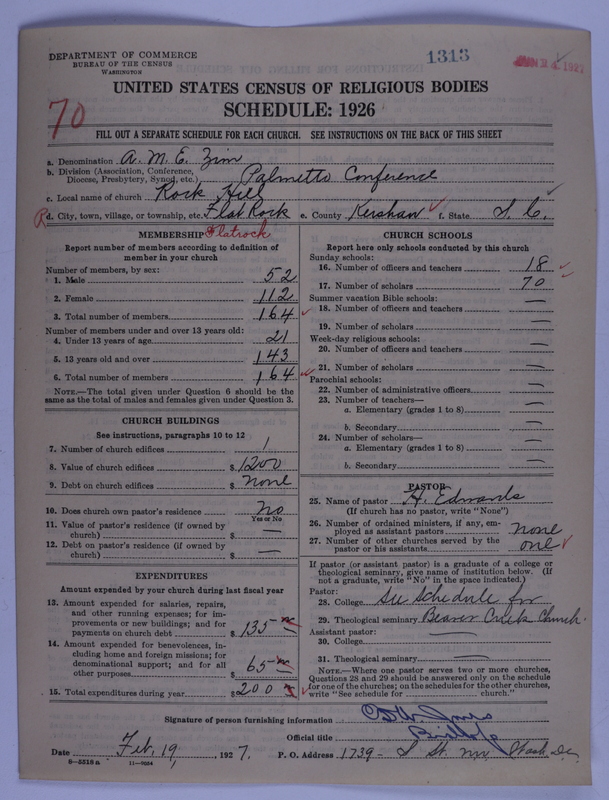 DEPARTMENT OF COMMERCE
BUREAU OF THE CENSUS
WASHINGTON
1313
JAN 24 1927
UNITED STATES CENSUS OF RELIGIOUS BODIES
SCHEDULE: 1926
70
FILL OUT A SEPARATE SCHEDULE FOR EACH CHURCH. SEE INSTRUCTIONS ON THE BACK OF THIS SHEET
a. Denomination A. M. E. Zion
b. Division (Association, Conference, Diocese, Presbytery, Synod, etc.) Palmetto Conference
c. Local name of church Rock Hill
R d. City, town, village, or township, etc. Flat Rock e. County Kershaw f. State S. C.
MEMBERSHIP Flatrock
Report number of members according to definition of
member in your church
Number of members, by sex:
1. Male 52
2. Female 112
3. Total number of members 164
Number of members under and over 13 years old:
4. Under 13 years of age 21
5. 13 years old and over 143
6. Total number of members 164
NOTE.—The total given under Question 6 should be
same as the total of males and females given under Question 3.
CHURCH BUILDINGS
See instructions, paragraphs 10 to 12
7. Number of church edifices 1
8. Value of church edifices $ 1200
9. Debt on church edifices $ none
10. Does church own pastor's residence no
Yes or No
11. Value of pastor's residence (if owned by
church) $ —
12. Debt on pastor's residence (if owned by
church) $ —
EXPENDITURES
Amount expended by your church during last fiscal year
13. Amount expended for salaries, repairs,
and other running expenses; for im-
provements or new buildings; and for
payments on church debt $ 135
14. Amount expended for benevolences, in-
cluding home and foreign missions; for
denominational support; and for all
other purposes $ 65
15. Total expenditures during year $ 200
CHURCH SCHOOLS
Report here only schools conducted by this church
Sunday schools:
16. Number of officers and teachers 18
17. Number of scholars 70
Summer vacation Bible schools:
18. Number of officers and teachers —
19. Number of scholars —
Week-day religious schools:
20. Number of officers and teachers —
21. Number of scholars —
Parochial schools:
22. Number of administrative officers —
23. Number of teachers—
a. Elementary (grades 1 to 8) —
b. Secondary —
24. Number of scholars—
a. Elementary (grades 1 to 8) —
b. Secondary —
PASTOR
25. Name of pastor H. Edwards
(If church has no pastor, write "None")
26. Number of ordained ministers, if any, em-
ployed as assistant pastors none
27. Number of other churches served by the
pastor or his assistants one
If pastor (or assistant pastor) is a graduate of a college or
theological seminary, give name of institution below. (If
not a graduate, write "No" in the space indicated.)
Pastor:
28. College See Schedule for
29. Theological seminary Beaver Creek Church.
Assistant pastor:
30. College —
31. Theological seminary —
NOTE.—Where one pastor serves two or more churches,
Questions 28 and 29 should be answered only on the schedule
for one of the churches; on the schedules for the other churches,
write "See schedule for church."
Signature of person furnishing information Jones
Official title Bishop
Date Feb, 19, 1927. P. O. Address 1739- S St. NW Wash D.C.
8-5318 a 11-9064